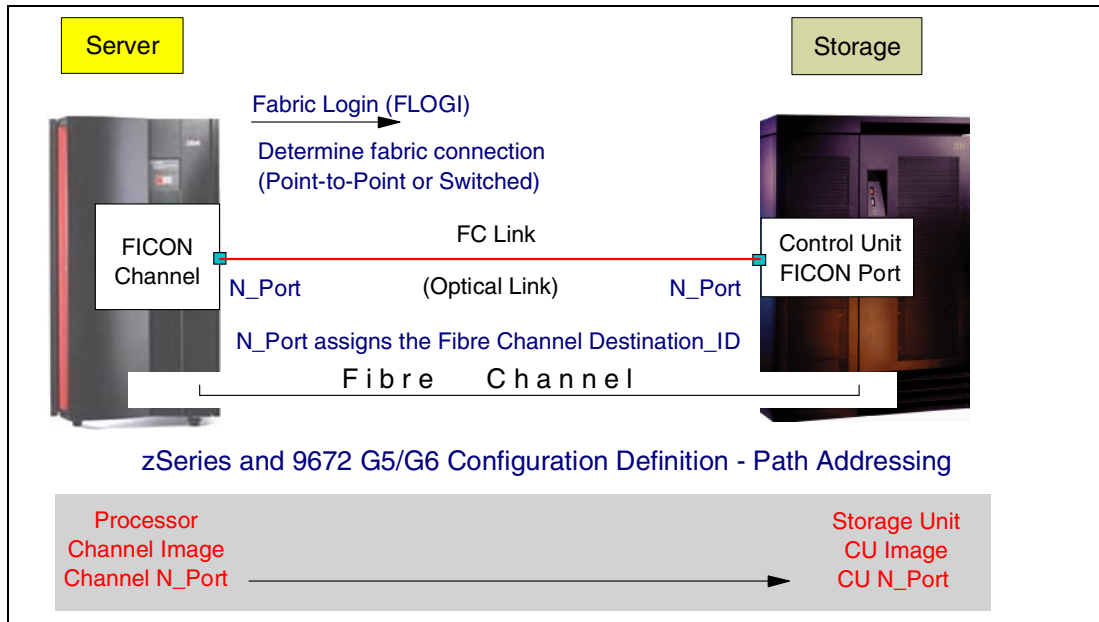 Server
Storage
Fabric Login (FLOGI)
Determine fabric connection
(Point-to-Point or Switched)
FICON
Channel
FC Link
Control Unit
FICON Port
N_Port
(Optical Link)
N_Port
N_Port assigns the Fibre Channel Destination_ID
Fibre Channel
zSeries and 9672 G5/G6 Configuration Definition - Path Addressing
Processor
Channel Image
Channel N_Port
Storage Unit
CU Image
CU N_Port